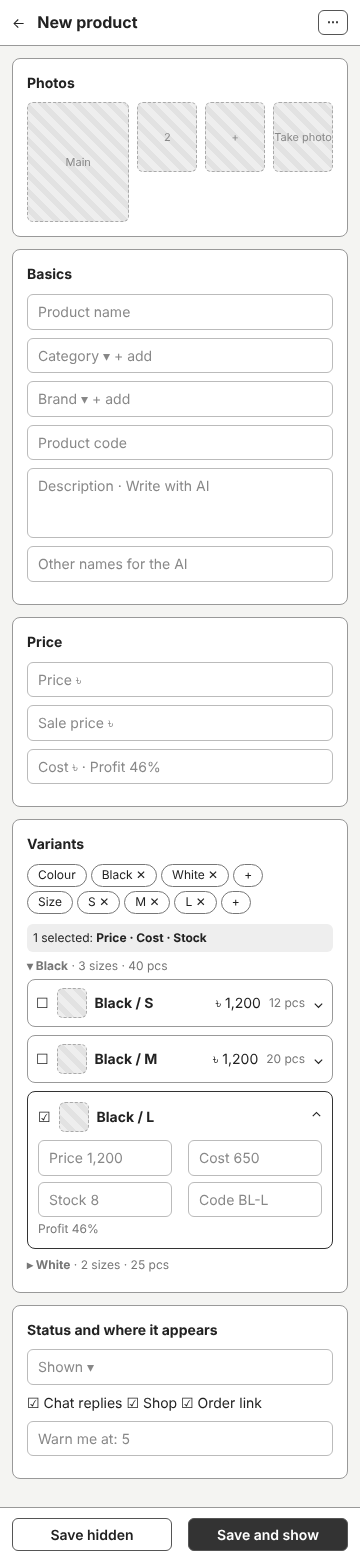 ← New product ···
Photos
Main 2 + Take photo
Basics
Product name
Category ▾ + add
Brand ▾ + add
Product code
Description · Write with AI
Other names for the AI
Price
Price ৳
Sale price ৳
Cost ৳ · Profit 46%
Variants
Colour Black ✕ White ✕ +
Size S ✕ M ✕ L ✕ +
1 selected: Price · Cost · Stock
▾ Black · 3 sizes · 40 pcs
☐ Black / S ৳ 1,200 12 pcs
☐ Black / M ৳ 1,200 20 pcs
☑ Black / L
Price 1,200 Cost 650
Stock 8 Code BL-L
Profit 46%
▸ White · 2 sizes · 25 pcs
Status and where it appears
Shown ▾
☑ Chat replies ☑ Shop ☑ Order link
Warn me at: 5
Save hidden Save and show